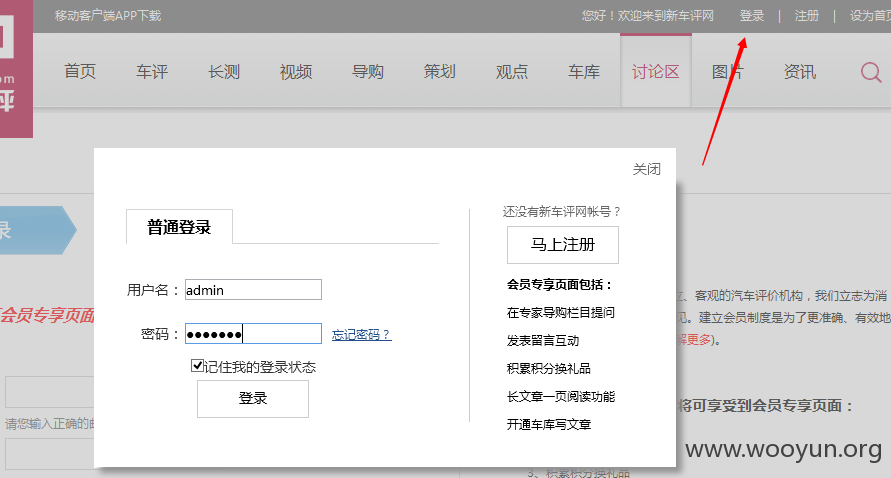 移动客户端APP下载 您好！欢迎来到新车评网 登录 | 注册 | 设为首页
首页 车评 长测 视频 导购 策划 观点 车库 讨论区 图片 资讯
关闭
普通登录
用户名： admin
密码： ●●●●●●● 忘记密码？
记住我的登录状态
登录
还没有新车评网帐号？
马上注册
会员专享页面包括：
在专家导购栏目提问
发表留言互动
积累积分换礼品
长文章一页阅读功能
开通车库写文章
录
会员专享页面
请您输入正确的
、客观的汽车评价机构，我们立志为消
。建立会员制度是为了更准确、有效地
解更多)。
将可享受到会员专享页面：
3、积累积分换礼品
www.wooyun.org